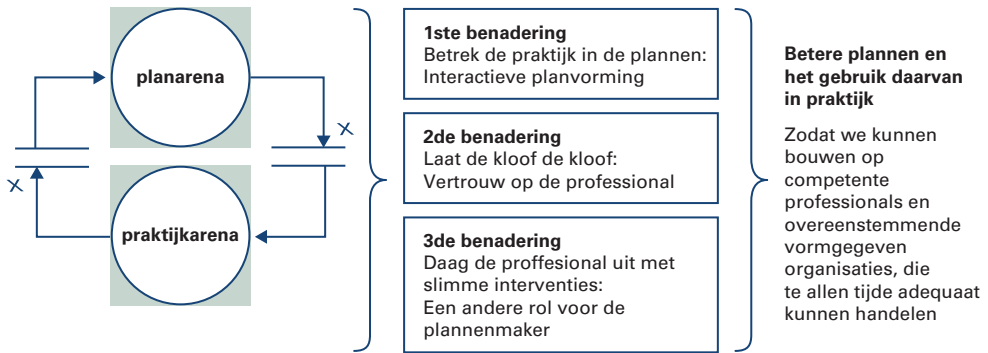 planarena
X
X
praktijkarena
1ste benadering
Betrek de praktijk in de plannen:
Interactieve planvorming
2de benadering
Laat de kloof de kloof:
Vertrouw op de professional
3de benadering
Daag de proffesional uit met
slimme interventies:
Een andere rol voor de
plannenmaker
Betere plannen en
het gebruik daarvan
in praktijk
Zodat we kunnen
bouwen op
competente
professionals en
overeenstemmende
vormgegeven
organisaties, die
te allen tijde adequaat
kunnen handelen